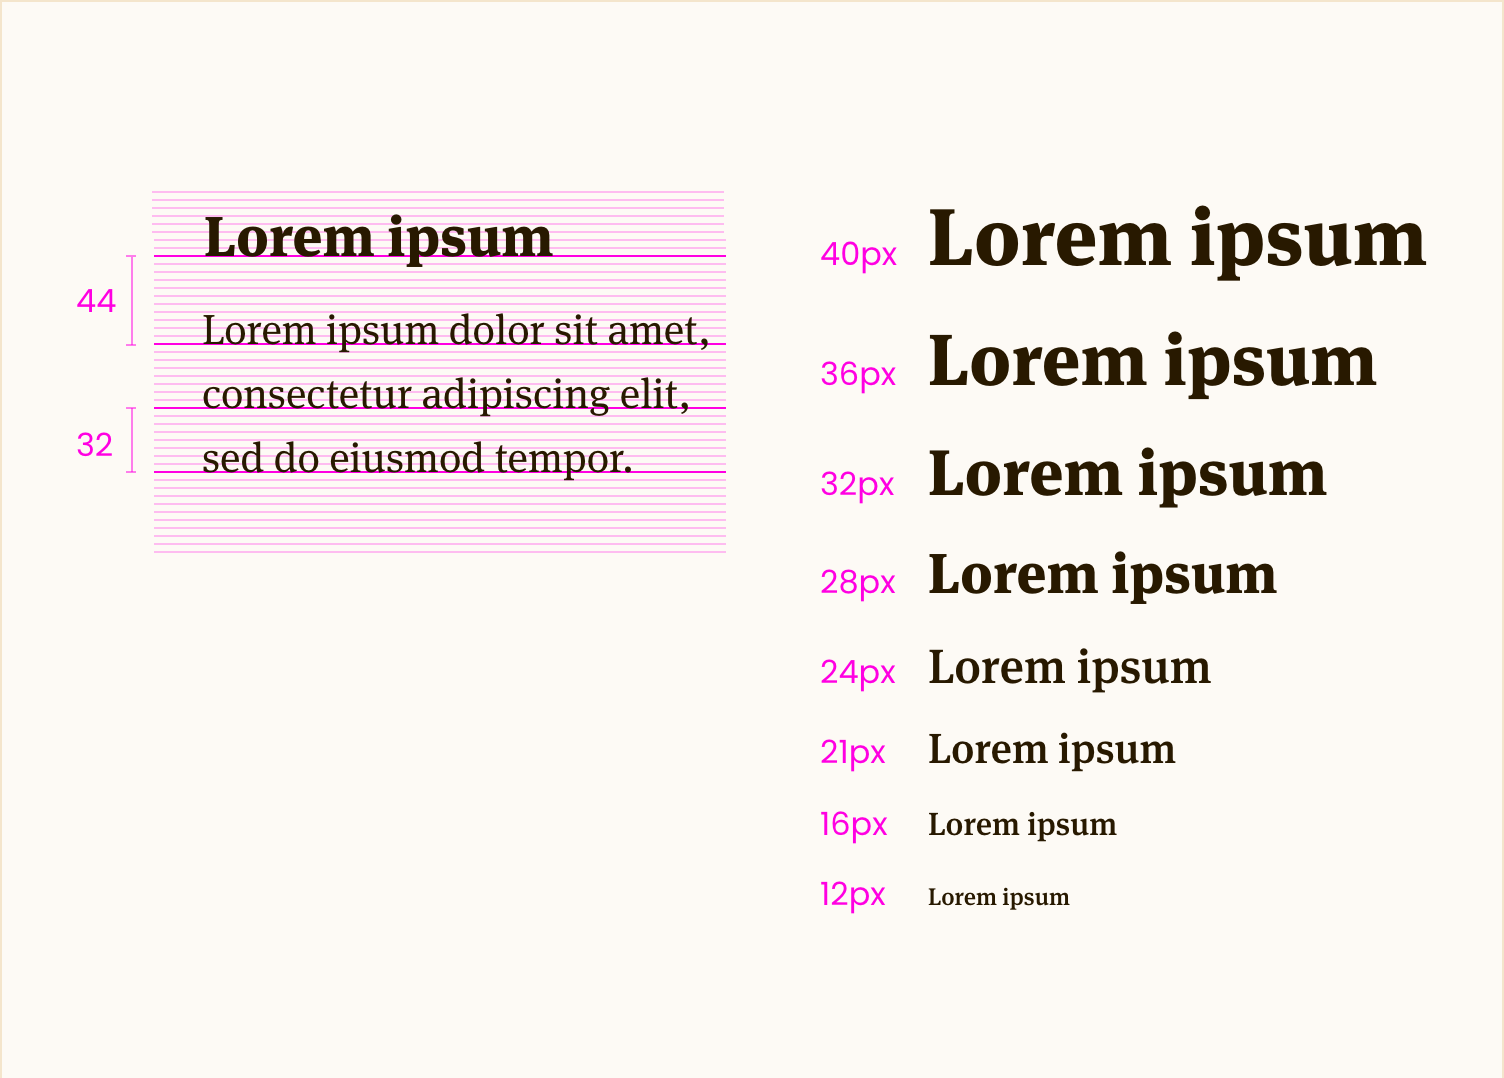 Lorem ipsum
44
Lorem ipsum dolor sit amet,
consectetur adipiscing elit,
32
sed do eiusmod tempor.
40px Lorem ipsum
36px Lorem ipsum
32px Lorem ipsum
28px Lorem ipsum
24px Lorem ipsum
21px Lorem ipsum
16px Lorem ipsum
12px Lorem ipsum